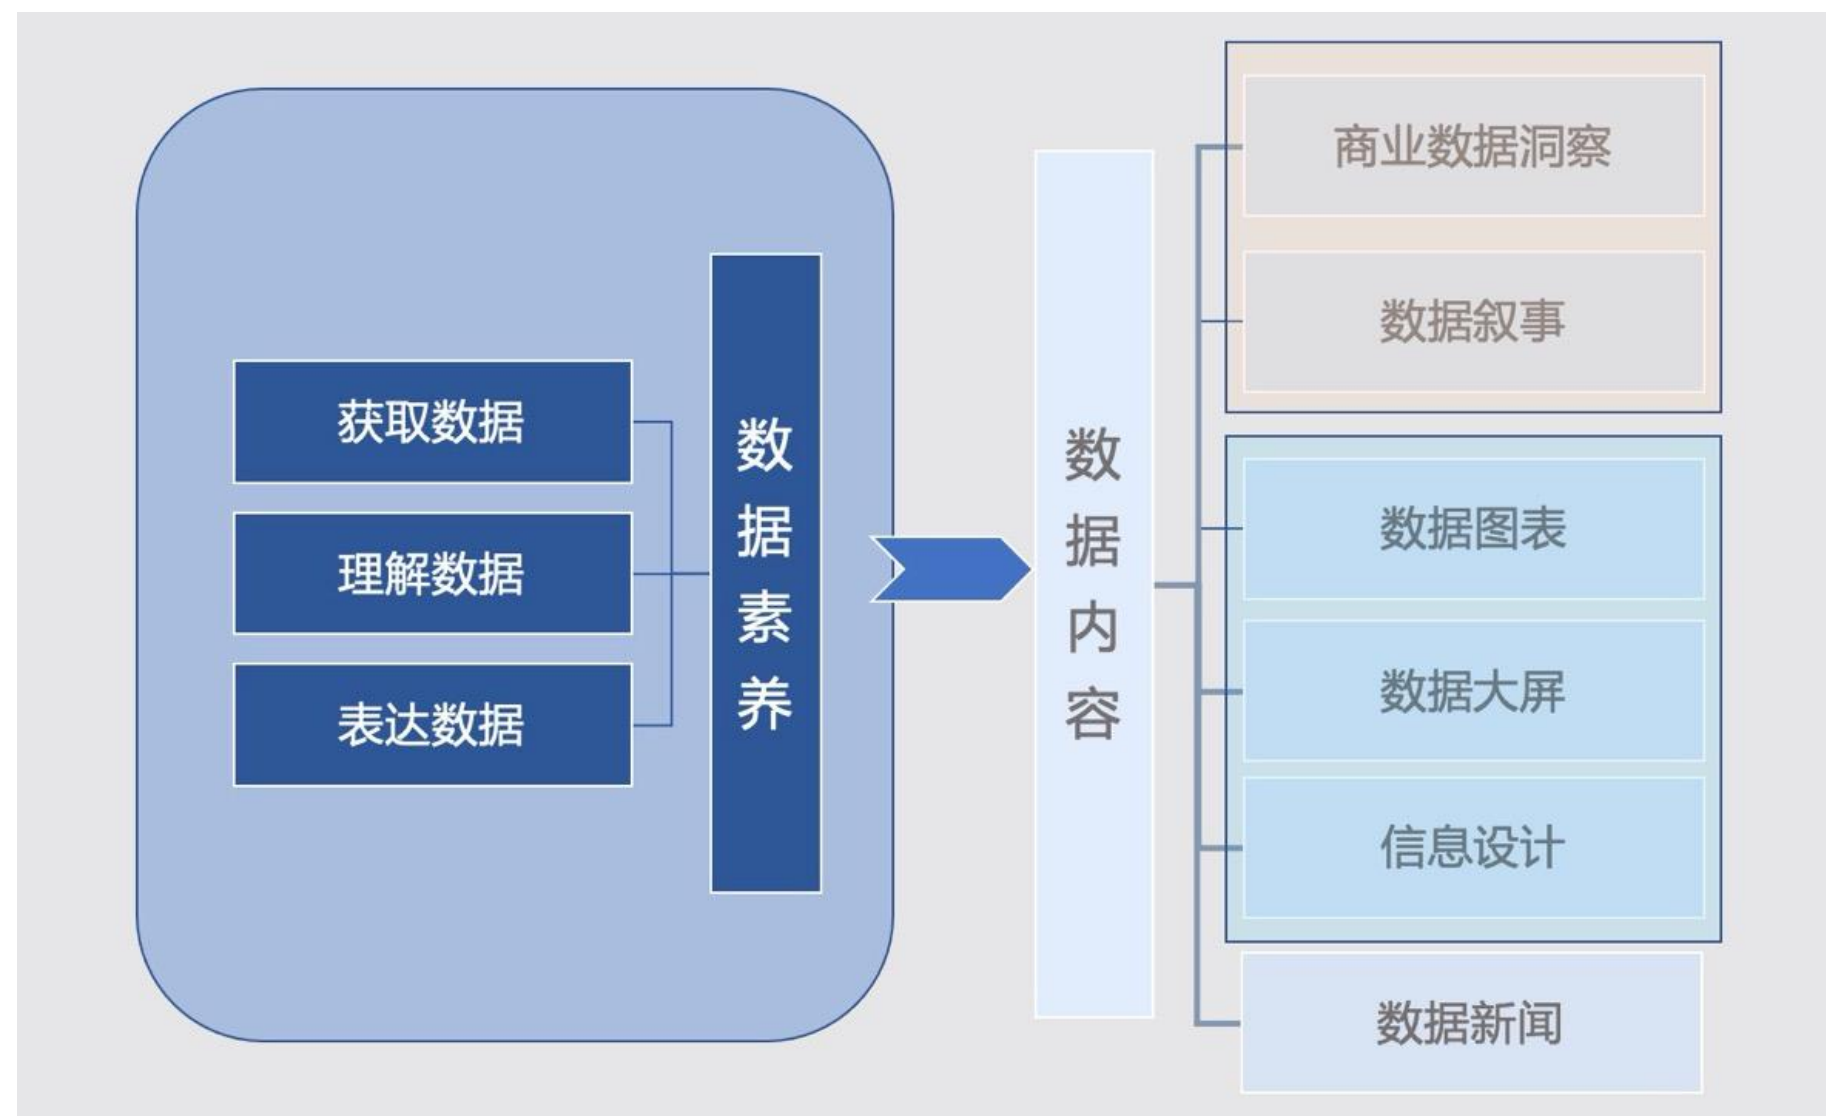 获取数据
理解数据
表达数据
数据素养
数据内容
商业数据洞察
数据叙事
数据图表
数据大屏
信息设计
数据新闻